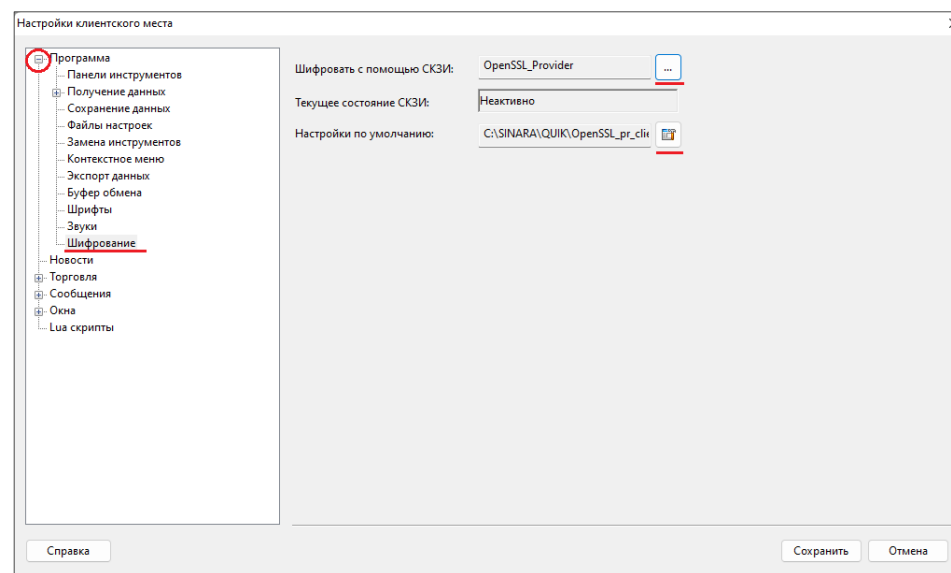 Настройки клиентского места
Программа
Панели инструментов
Получение данных
Сохранение данных
Файлы настроек
Замена инструментов
Контекстное меню
Экспорт данных
Буфер обмена
Шрифты
Звуки
Шифрование
Новости
Торговля
Сообщения
Окна
Lua скрипты
Шифровать с помощью СКЗИ: OpenSSL_Provider ...
Текущее состояние СКЗИ: Неактивно
Настройки по умолчанию: C:\SINARA\QUIK\OpenSSL_pr_clie
Справка Сохранить Отмена